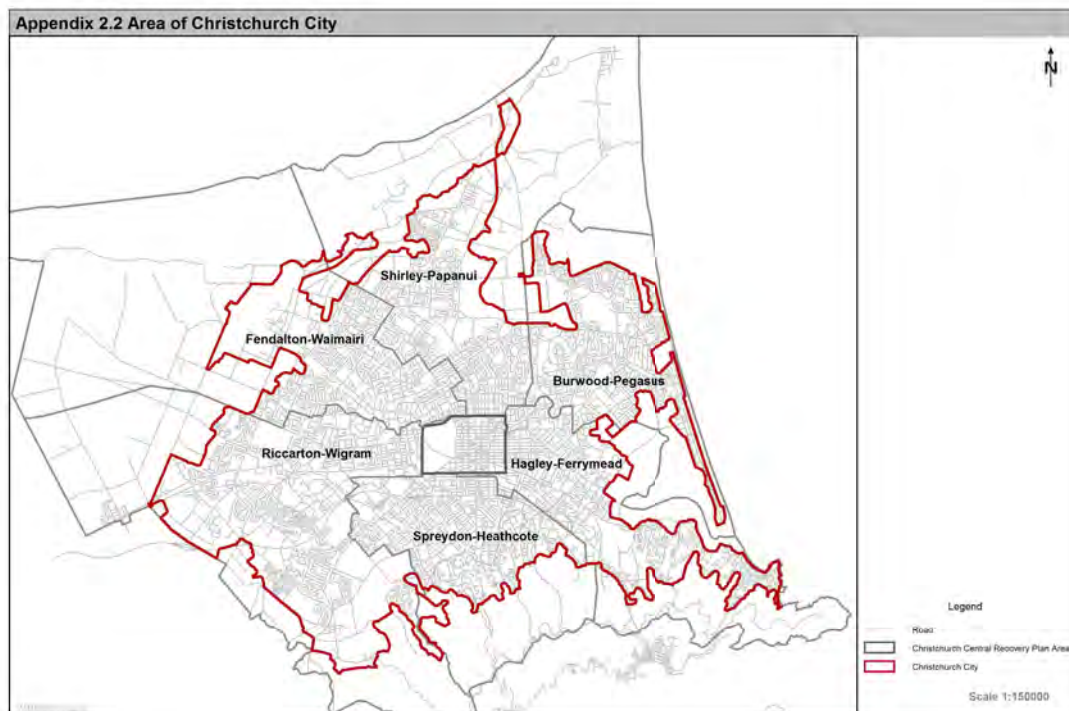 Appendix 2.2 Area of Christchurch City
N
Shirley-Papanui
Fendalton-Waimairi
Burwood-Pegasus
Riccarton-Wigram
Hagley-Ferrymead
Spreydon-Heathcote
Legend
Road
Christchurch Central Recovery Plan Area
Christchurch City
Scale 1:150000